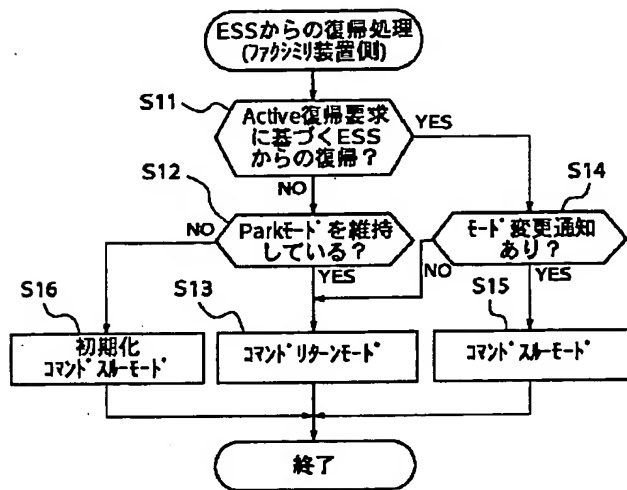 ESSからの復帰処理
(ファクシミリ装置側)
S11
Active復帰要求
に基づくESS
からの復帰？
YES
NO
S12
Parkモードを維持
している？
NO
YES
S14
モード変更通知
あり？
NO
YES
S16
初期化
コマンドスルーモード
S13
コマンドリターンモード
S15
コマンドスルーモード
終了